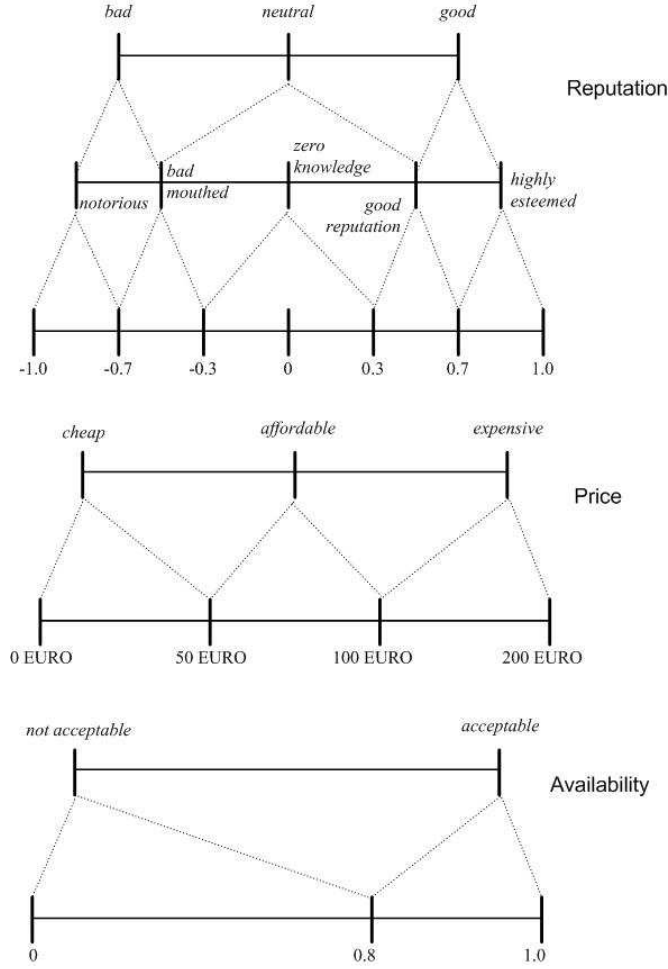 bad neutral good
Reputation
zero
knowledge
bad
mouthed
highly
esteemed
notorious
good
reputation
-1.0 -0.7 -0.3 0 0.3 0.7 1.0
cheap affordable expensive
Price
0 EURO 50 EURO 100 EURO 200 EURO
not acceptable acceptable
Availability
0 0.8 1.0